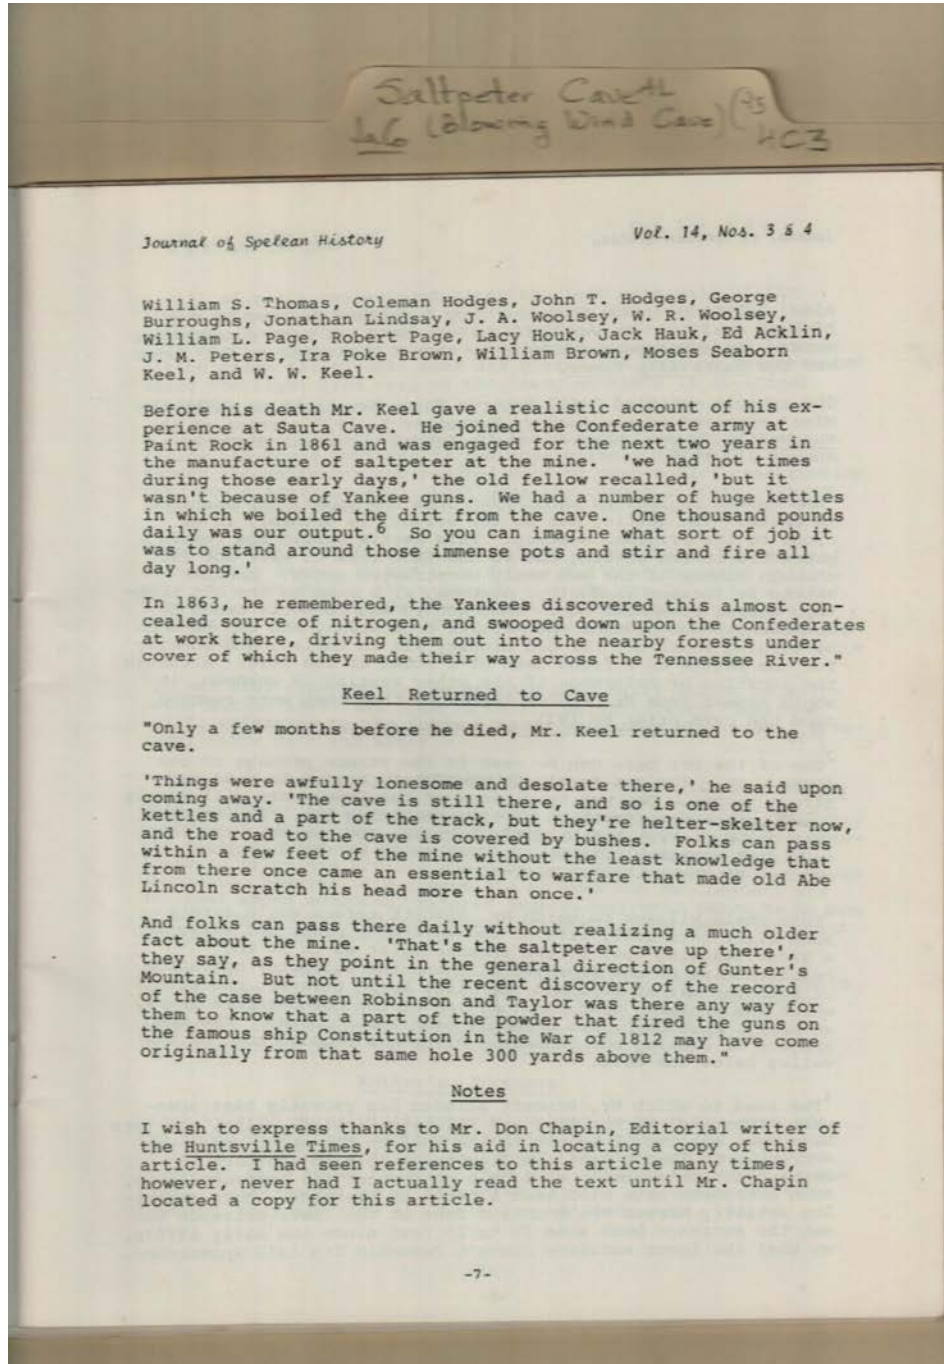 Saltpeter Cave AL
(Blowing Wind Cave)
Journal of Spelean History
Vol. 14, Nos. 3 & 4
William S. Thomas, Coleman Hodges, John T. Hodges, George
Burroughs, Jonathan Lindsay, J. A. Woolsey, W. R. Woolsey,
William L. Page, Robert Page, Lacy Houk, Jack Hauk, Ed Acklin,
J. M. Peters, Ira Poke Brown, William Brown, Moses Seaborn
Keel, and W. W. Keel.
Before his death Mr. Keel gave a realistic account of his ex-
perience at Sauta Cave.  He joined the Confederate army at
Paint Rock in 1861 and was engaged for the next two years in
the manufacture of saltpeter at the mine.  'we had hot times
during those early days,' the old fellow recalled, 'but it
wasn't because of Yankee guns.  We had a number of huge kettles
in which we boiled the dirt from the cave.  One thousand pounds
daily was our output.6  So you can imagine what sort of job it
was to stand around those immense pots and stir and fire all
day long.'
In 1863, he remembered, the Yankees discovered this almost con-
cealed source of nitrogen, and swooped down upon the Confederates
at work there, driving them out into the nearby forests under
cover of which they made their way across the Tennessee River."
Keel Returned to Cave
"Only a few months before he died, Mr. Keel returned to the
cave.
'Things were awfully lonesome and desolate there,' he said upon
coming away. 'The cave is still there, and so is one of the
kettles and a part of the track, but they're helter-skelter now,
and the road to the cave is covered by bushes.  Folks can pass
within a few feet of the mine without the least knowledge that
from there once came an essential to warfare that made old Abe
Lincoln scratch his head more than once.'
And folks can pass there daily without realizing a much older
fact about the mine.  'That's the saltpeter cave up there',
they say, as they point in the general direction of Gunter's
Mountain.  But not until the recent discovery of the record
of the case between Robinson and Taylor was there any way for
them to know that a part of the powder that fired the guns on
the famous ship Constitution in the War of 1812 may have come
originally from that same hole 300 yards above them."
Notes
I wish to express thanks to Mr. Don Chapin, Editorial writer of
the Huntsville Times, for his aid in locating a copy of this
article.  I had seen references to this article many times,
however, never had I actually read the text until Mr. Chapin
located a copy for this article.
-7-